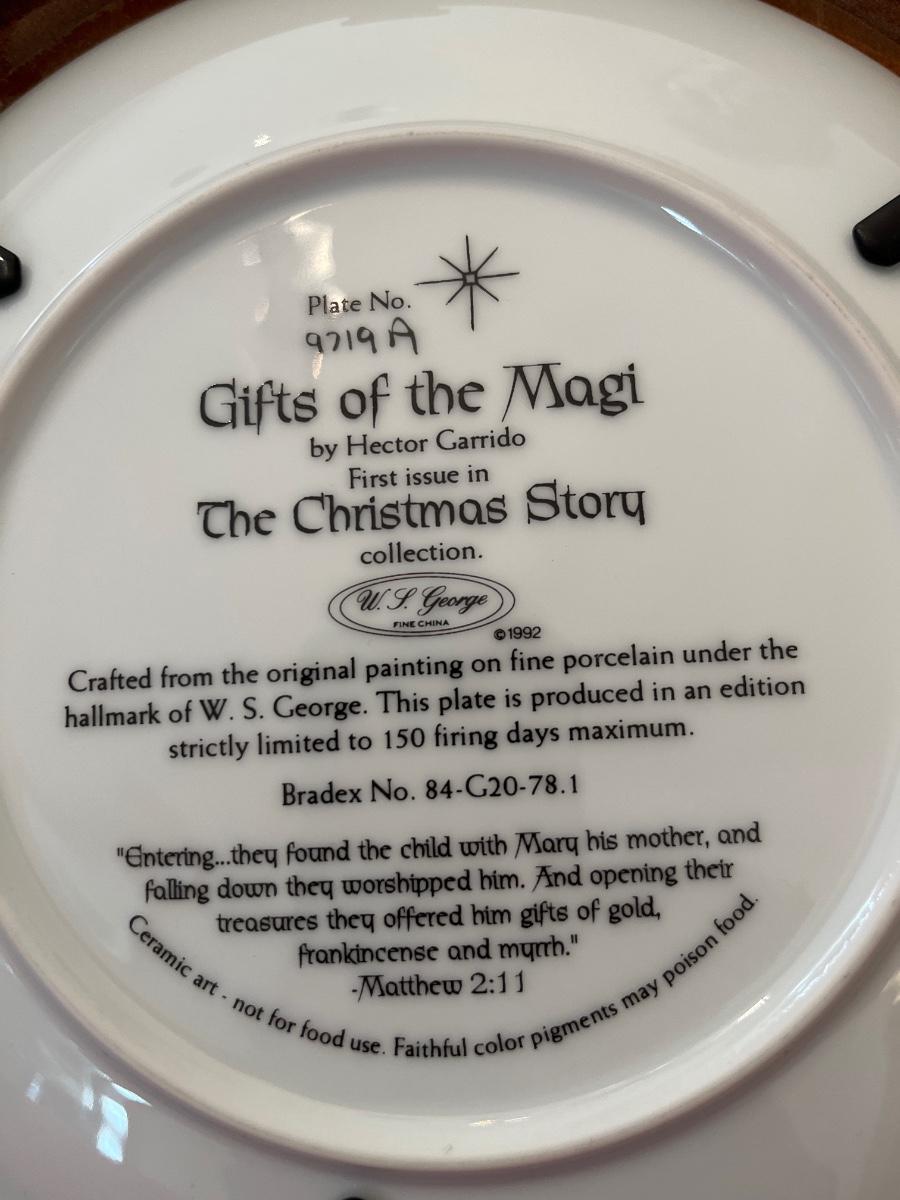 Plate No.
9719 A
Gifts of the Magi
by Hector Garrido
First issue in
The Christmas Story
collection.
W. S. George
FINE CHINA
©1992
Crafted from the original painting on fine porcelain under the
hallmark of W. S. George. This plate is produced in an edition
strictly limited to 150 firing days maximum.
Bradex No. 84-G20-78.1
"Entering...they found the child with Mary his mother, and
falling down they worshipped him. And opening their
treasures they offered him gifts of gold,
frankincense and myrrh."
-Matthew 2:11
Ceramic art - not for food use. Faithful color pigments may poison food.